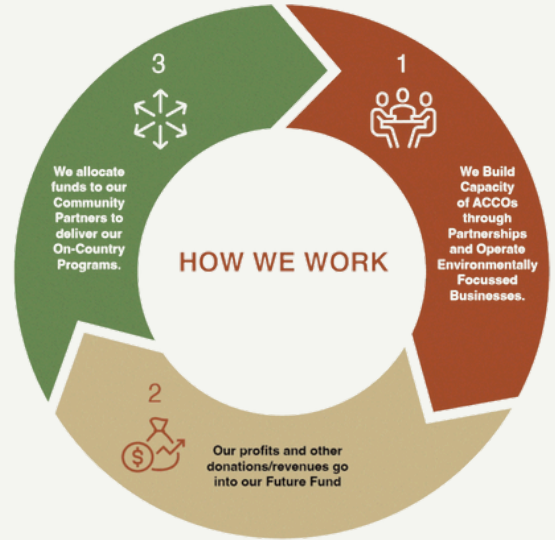 HOW WE WORK
1
We Build
Capacity
of ACCOs
through
Partnerships
and Operate
Environmentally
Focussed
Businesses.
2
$
Our profits and other
donations/revenues go
into our Future Fund
3
We allocate
funds to our
Community
Partners to
deliver our
On-Country
Programs.